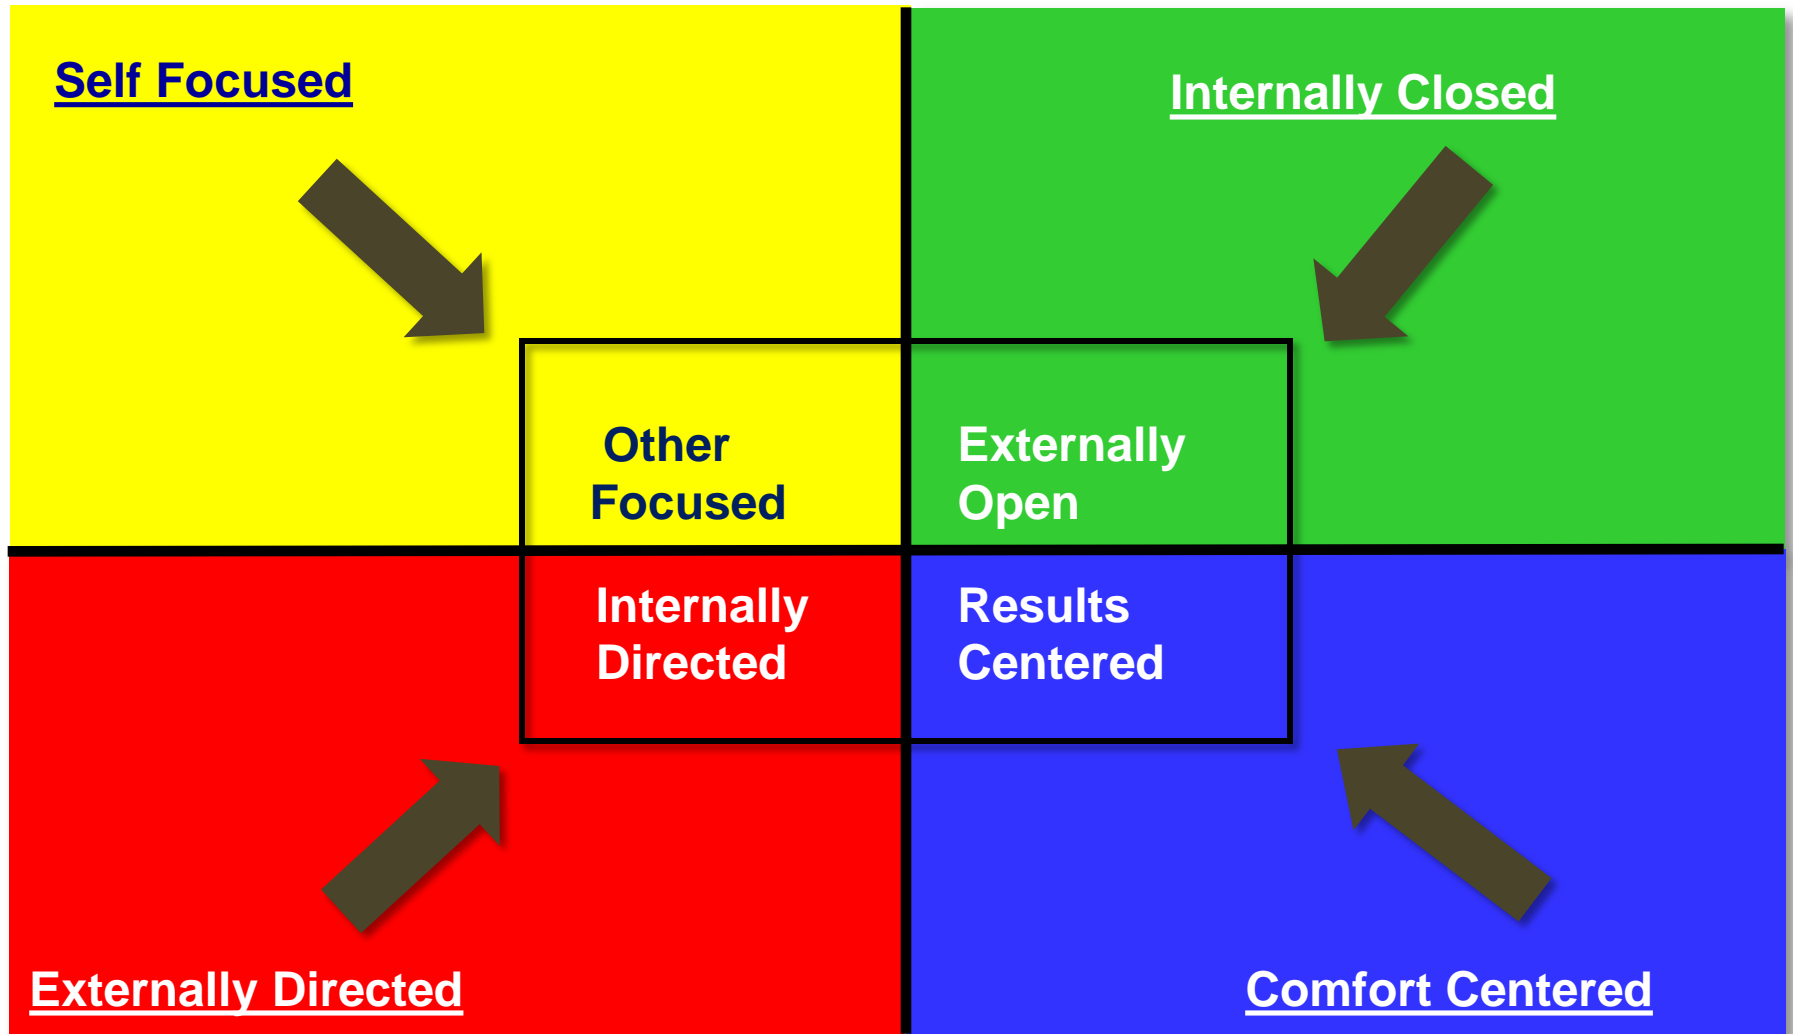 Self Focused
Internally Closed
Other
Focused
Externally
Open
Internally
Directed
Results
Centered
Externally Directed
Comfort Centered